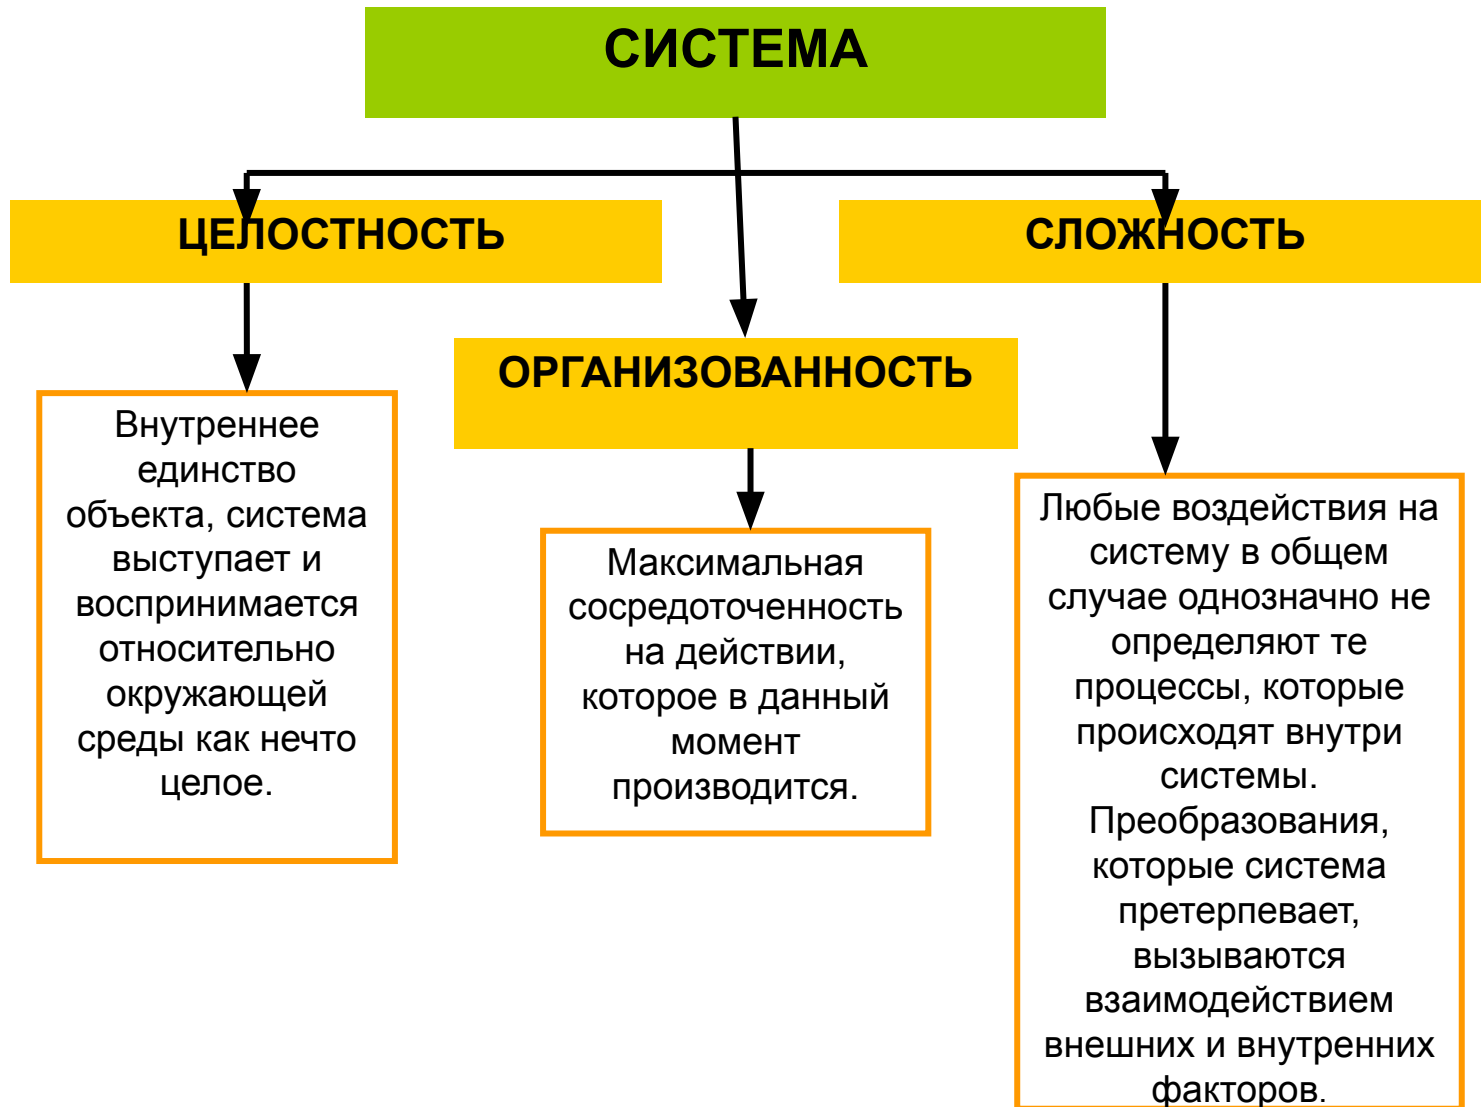 СИСТЕМА
ЦЕЛОСТНОСТЬ
СЛОЖНОСТЬ
ОРГАНИЗОВАННОСТЬ
Внутреннее
единство
объекта, система
выступает и
воспринимается
относительно
окружающей
среды как нечто
целое.
Максимальная
сосредоточенность
на действии,
которое в данный
момент
производится.
Любые воздействия на
систему в общем
случае однозначно не
определяют те
процессы, которые
происходят внутри
системы.
Преобразования,
которые система
претерпевает,
вызываются
взаимодействием
внешних и внутренних
факторов.